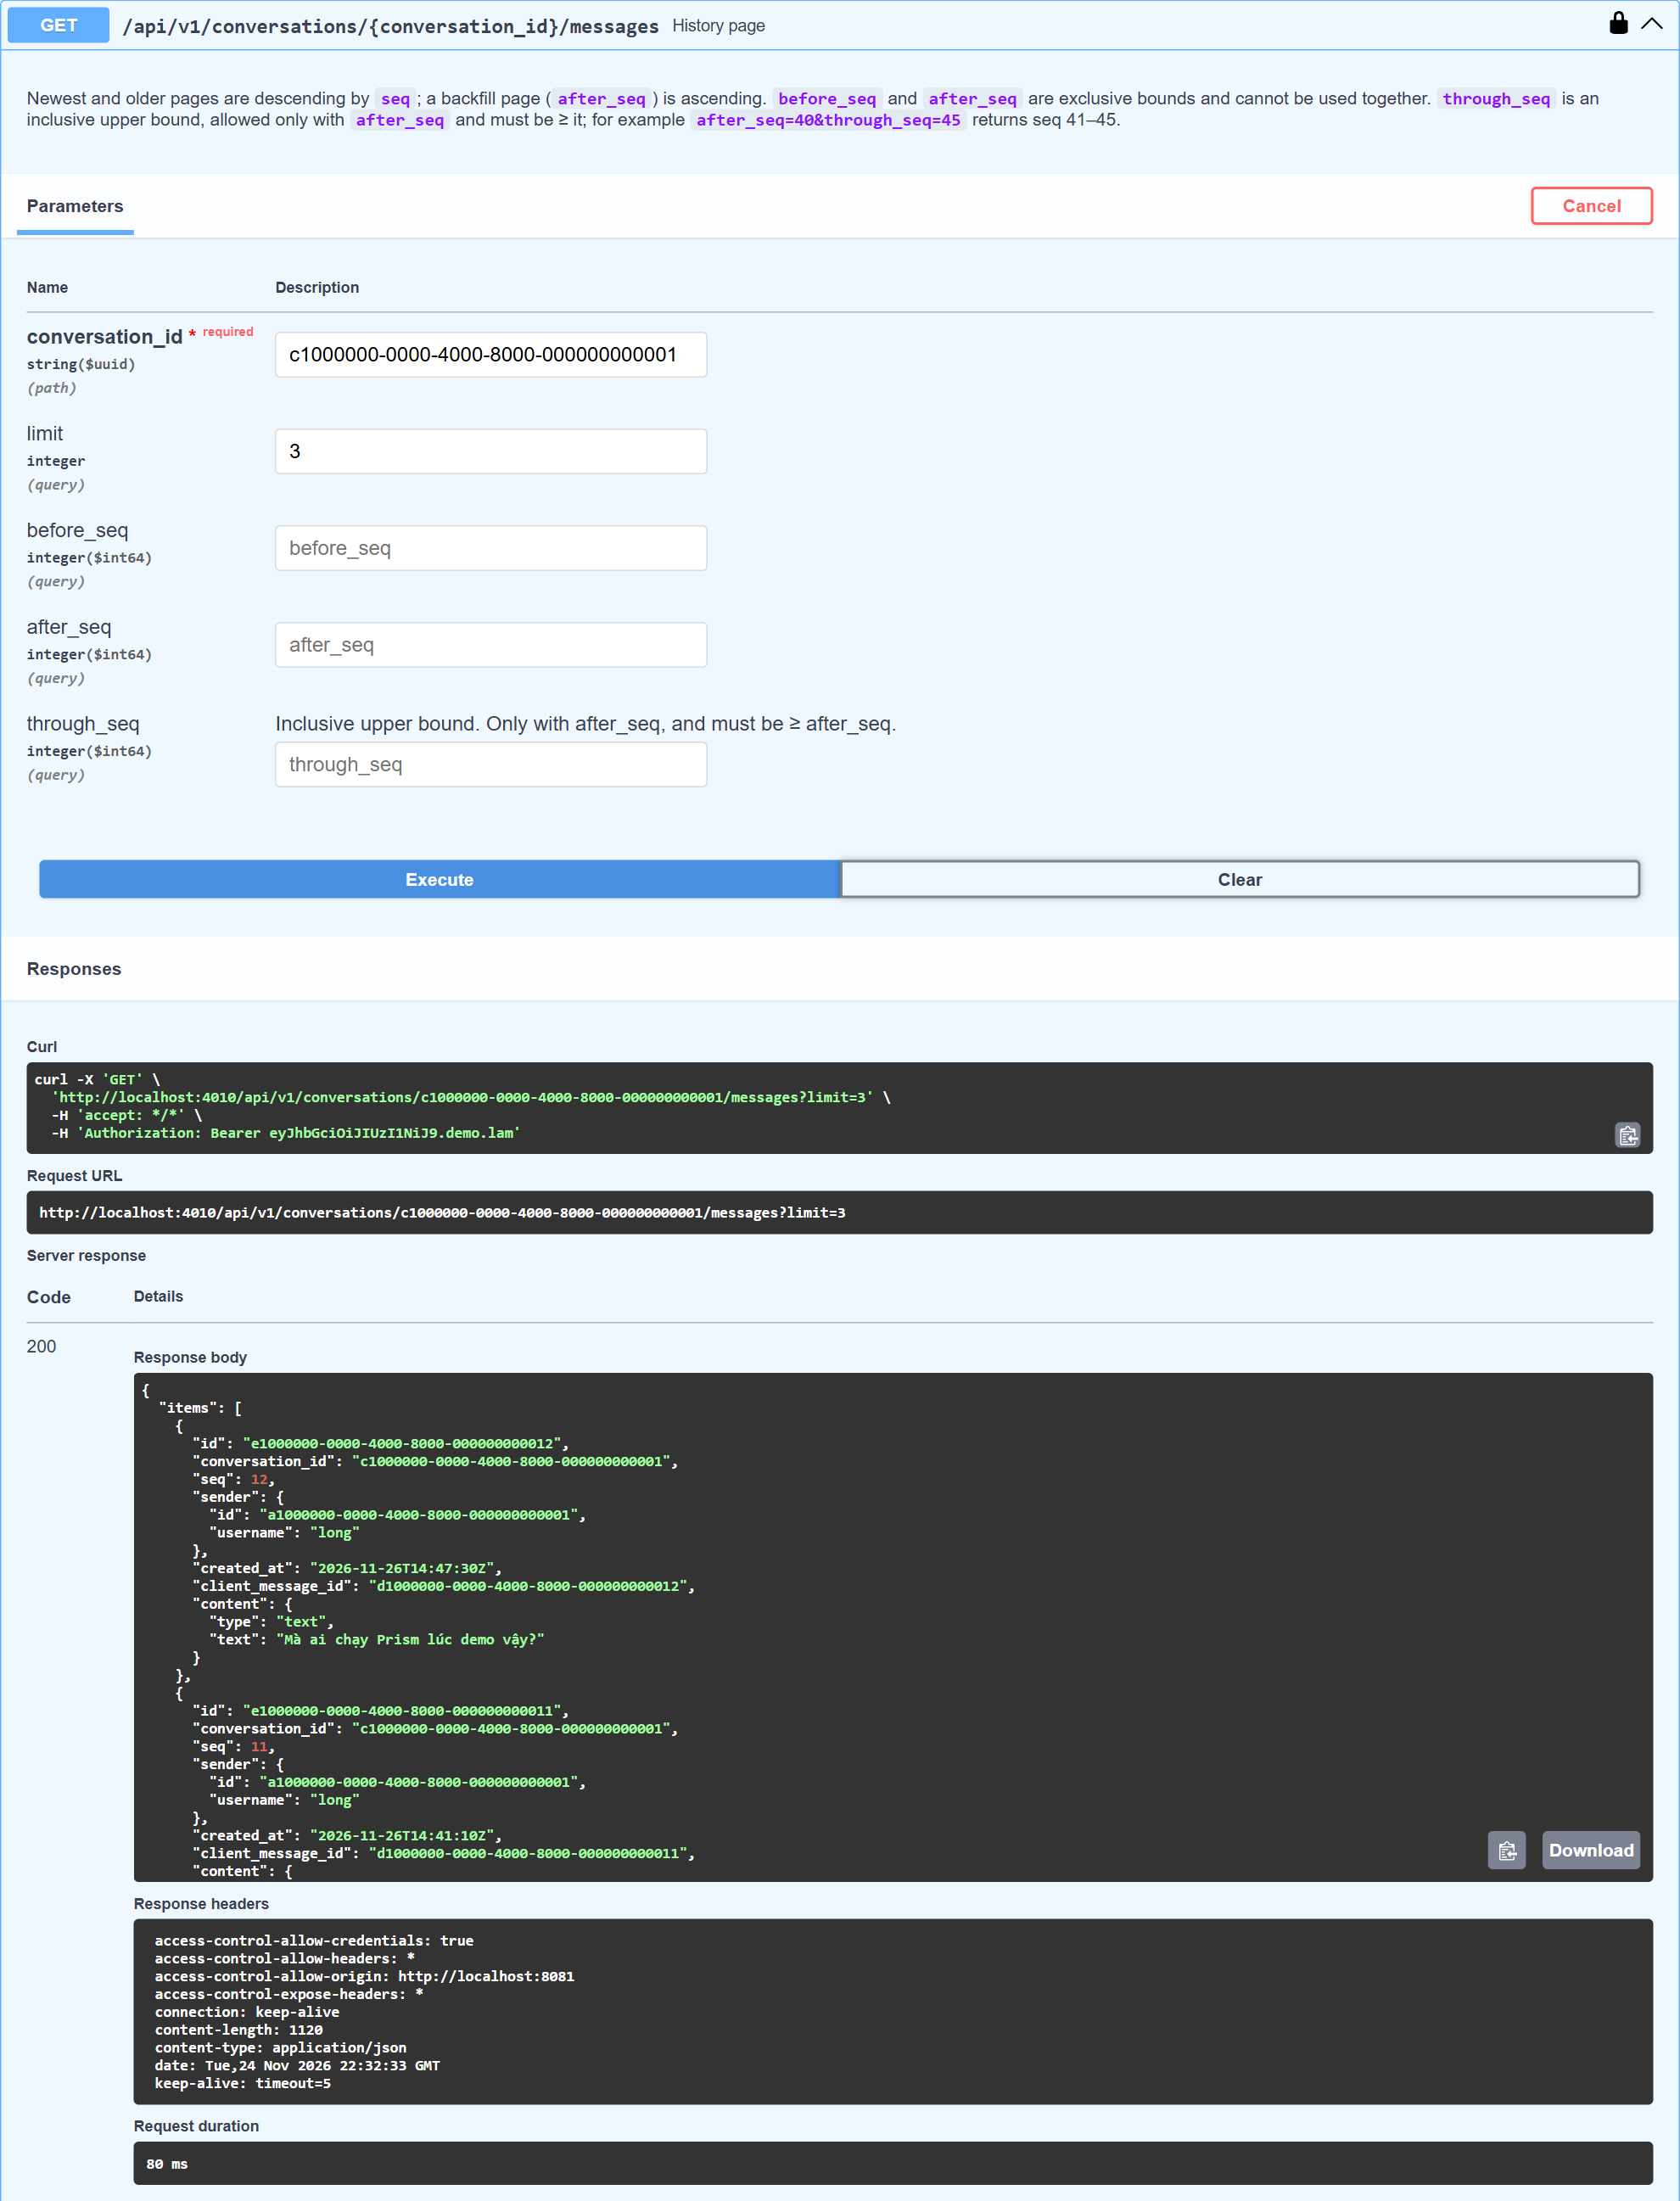 GET /api/v1/conversations/{conversation_id}/messages History page
Newest and older pages are descending by seq ; a backfill page ( after_seq ) is ascending. before_seq and after_seq are exclusive bounds and cannot be used together. through_seq is an
inclusive upper bound, allowed only with after_seq and must be ≥ it; for example after_seq=40&through_seq=45 returns seq 41–45.
Parameters
Cancel
Name Description
conversation_id * required
string($uuid)
(path)
c1000000-0000-4000-8000-000000000001
limit
integer
(query)
3
before_seq
integer($int64)
(query)
before_seq
after_seq
integer($int64)
(query)
after_seq
through_seq
integer($int64)
(query)
Inclusive upper bound. Only with after_seq, and must be ≥ after_seq.
through_seq
Execute
Clear
Responses
Curl
curl -X 'GET' \
'http://localhost:4010/api/v1/conversations/c1000000-0000-4000-8000-000000000001/messages?limit=3' \
-H 'accept: */*' \
-H 'Authorization: Bearer eyJhbGciOiJIUzI1NiJ9.demo.lam'
Request URL
http://localhost:4010/api/v1/conversations/c1000000-0000-4000-8000-000000000001/messages?limit=3
Server response
Code Details
200
Response body
{
"items": [
{
"id": "e1000000-0000-4000-8000-000000000012",
"conversation_id": "c1000000-0000-4000-8000-000000000001",
"seq": 12,
"sender": {
"id": "a1000000-0000-4000-8000-000000000001",
"username": "long"
},
"created_at": "2026-11-26T14:47:30Z",
"client_message_id": "d1000000-0000-4000-8000-000000000012",
"content": {
"type": "text",
"text": "Mà ai chạy Prism lúc demo vậy?"
}
},
{
"id": "e1000000-0000-4000-8000-000000000011",
"conversation_id": "c1000000-0000-4000-8000-000000000001",
"seq": 11,
"sender": {
"id": "a1000000-0000-4000-8000-000000000001",
"username": "long"
},
"created_at": "2026-11-26T14:41:10Z",
"client_message_id": "d1000000-0000-4000-8000-000000000011",
"content": {
Download
Response headers
access-control-allow-credentials: true
access-control-allow-headers: *
access-control-allow-origin: http://localhost:8081
access-control-expose-headers: *
connection: keep-alive
content-length: 1120
content-type: application/json
date: Tue,24 Nov 2026 22:32:33 GMT
keep-alive: timeout=5
Request duration
80 ms